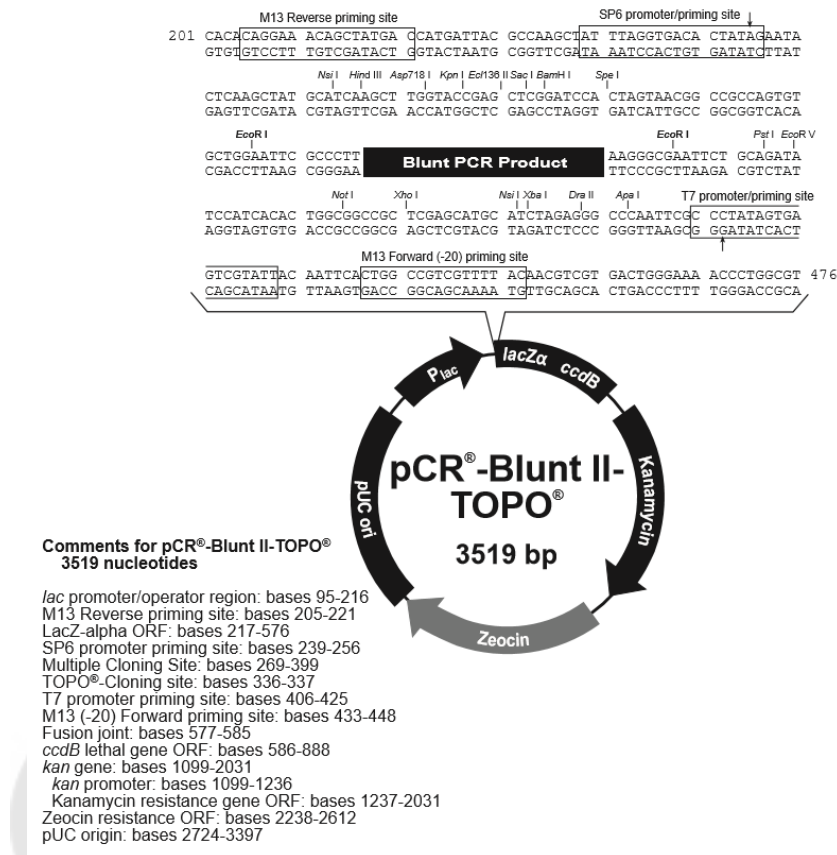 M13 Reverse priming site SP6 promoter/priming site
201 CACACAGGAA ACAGCTATGAC CATGATTAC GCCAAGCTAT TTAGGTGACA CTATAGAATA
GTGTGTCCTT TGTCGATACTG GTACTAATG CGGTTCGATA AATCCACTGT GATATCTTAT
Nsi I Hind III Asp718 I Kpn I Ecl136 II Sac I BamH I Spe I
CTCAAGCTAT GCATCAAGCT TGGTACCGAG CTCGGATCCA CTAGTAACGG CCGCCAGTGT
GAGTTCGATA CGTAGTTCGA ACCATGGCTC GAGCCTAGGT GATCATTGCC GGCGGTCACA
EcoR I EcoR I Pst I EcoR V
GCTGGAATTC GCCCTT Blunt PCR Product AAGGGCGAATTCT GCAGATA
CGACCTTAAG CGGGAA TTCCCGCTTAAGA CGTCTAT
Not I Xho I Nsi I Xba I Dra II Apa I T7 promoter/priming site
TCCATCACAC TGGCGGCCGC TCGAGCATGC ATCTAGAGGG CCCAATTCGC CCTATAGTGA
AGGTAGTGTG ACCGCCGGCG AGCTCGTACG TAGATCTCCC GGGTTAAGCG GGATATCACT
M13 Forward (-20) priming site
GTCGTATTAC AATTCACTGG CCGTCGTTTT ACAACGTCGT GACTGGGAAA ACCCTGGCGT 476
CAGCATAATG TTAAGTGACC GGCAGCAAAA TGTTGCAGCA CTGACCCTTT TGGGACCGCA
Plac lacZα ccdB
Kanamycin
pUC ori
pCR®-Blunt II-
TOPO®
3519 bp
Zeocin
Comments for pCR®-Blunt II-TOPO®
3519 nucleotides
lac promoter/operator region: bases 95-216
M13 Reverse priming site: bases 205-221
LacZ-alpha ORF: bases 217-576
SP6 promoter priming site: bases 239-256
Multiple Cloning Site: bases 269-399
TOPO®-Cloning site: bases 336-337
T7 promoter priming site: bases 406-425
M13 (-20) Forward priming site: bases 433-448
Fusion joint: bases 577-585
ccdB lethal gene ORF: bases 586-888
kan gene: bases 1099-2031
kan promoter: bases 1099-1236
Kanamycin resistance gene ORF: bases 1237-2031
Zeocin resistance ORF: bases 2238-2612
pUC origin: bases 2724-3397